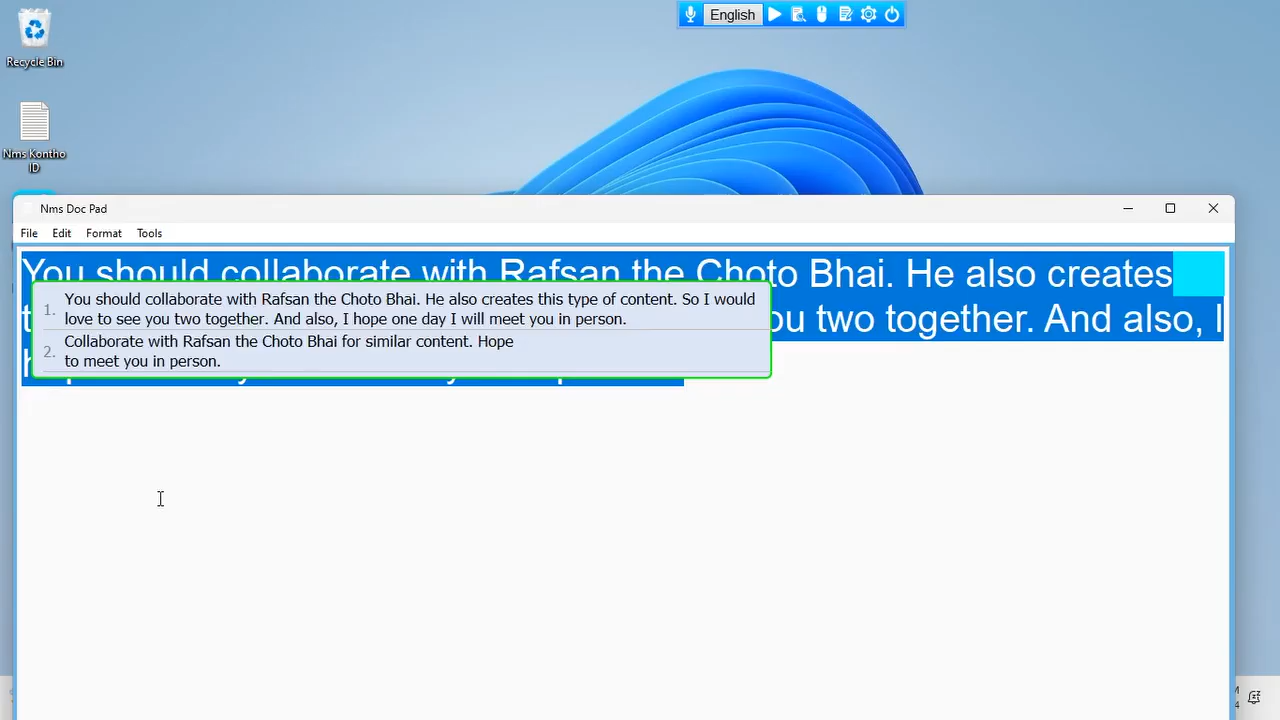 English
Recycle Bin
Nms Kontho
ID
Nms Doc Pad
File Edit Format Tools
You should collaborate with Rafsan the Choto Bhai. He also creates
you two together. And also, I
1. You should collaborate with Rafsan the Choto Bhai. He also creates this type of content. So I would
love to see you two together. And also, I hope one day I will meet you in person.
2. Collaborate with Rafsan the Choto Bhai for similar content. Hope
to meet you in person.